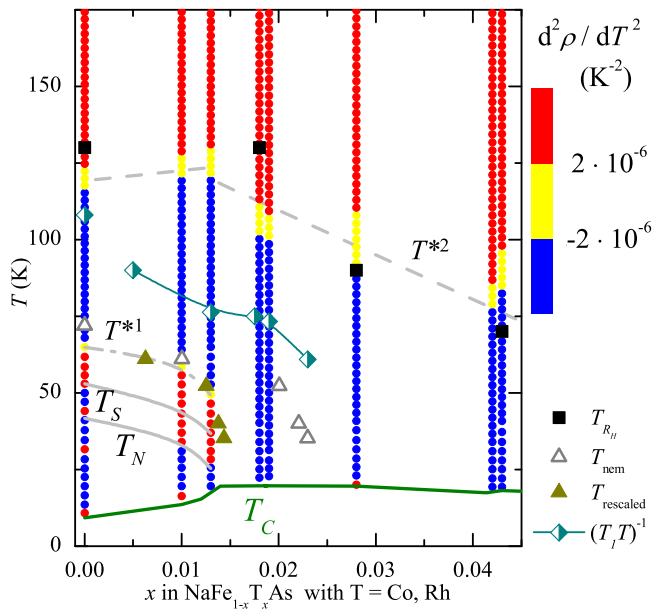 d²ρ / dT²
(K⁻²)
2 · 10⁻⁶
-2 · 10⁻⁶
150
100
50
0
T (K)
T*2
T*1
T_S
T_N
T_C
T_{R_H}
T_nem
T_rescaled
(T_1T)⁻¹
0.00 0.01 0.02 0.03 0.04
x in NaFe_{1-x}T_xAs with T = Co, Rh